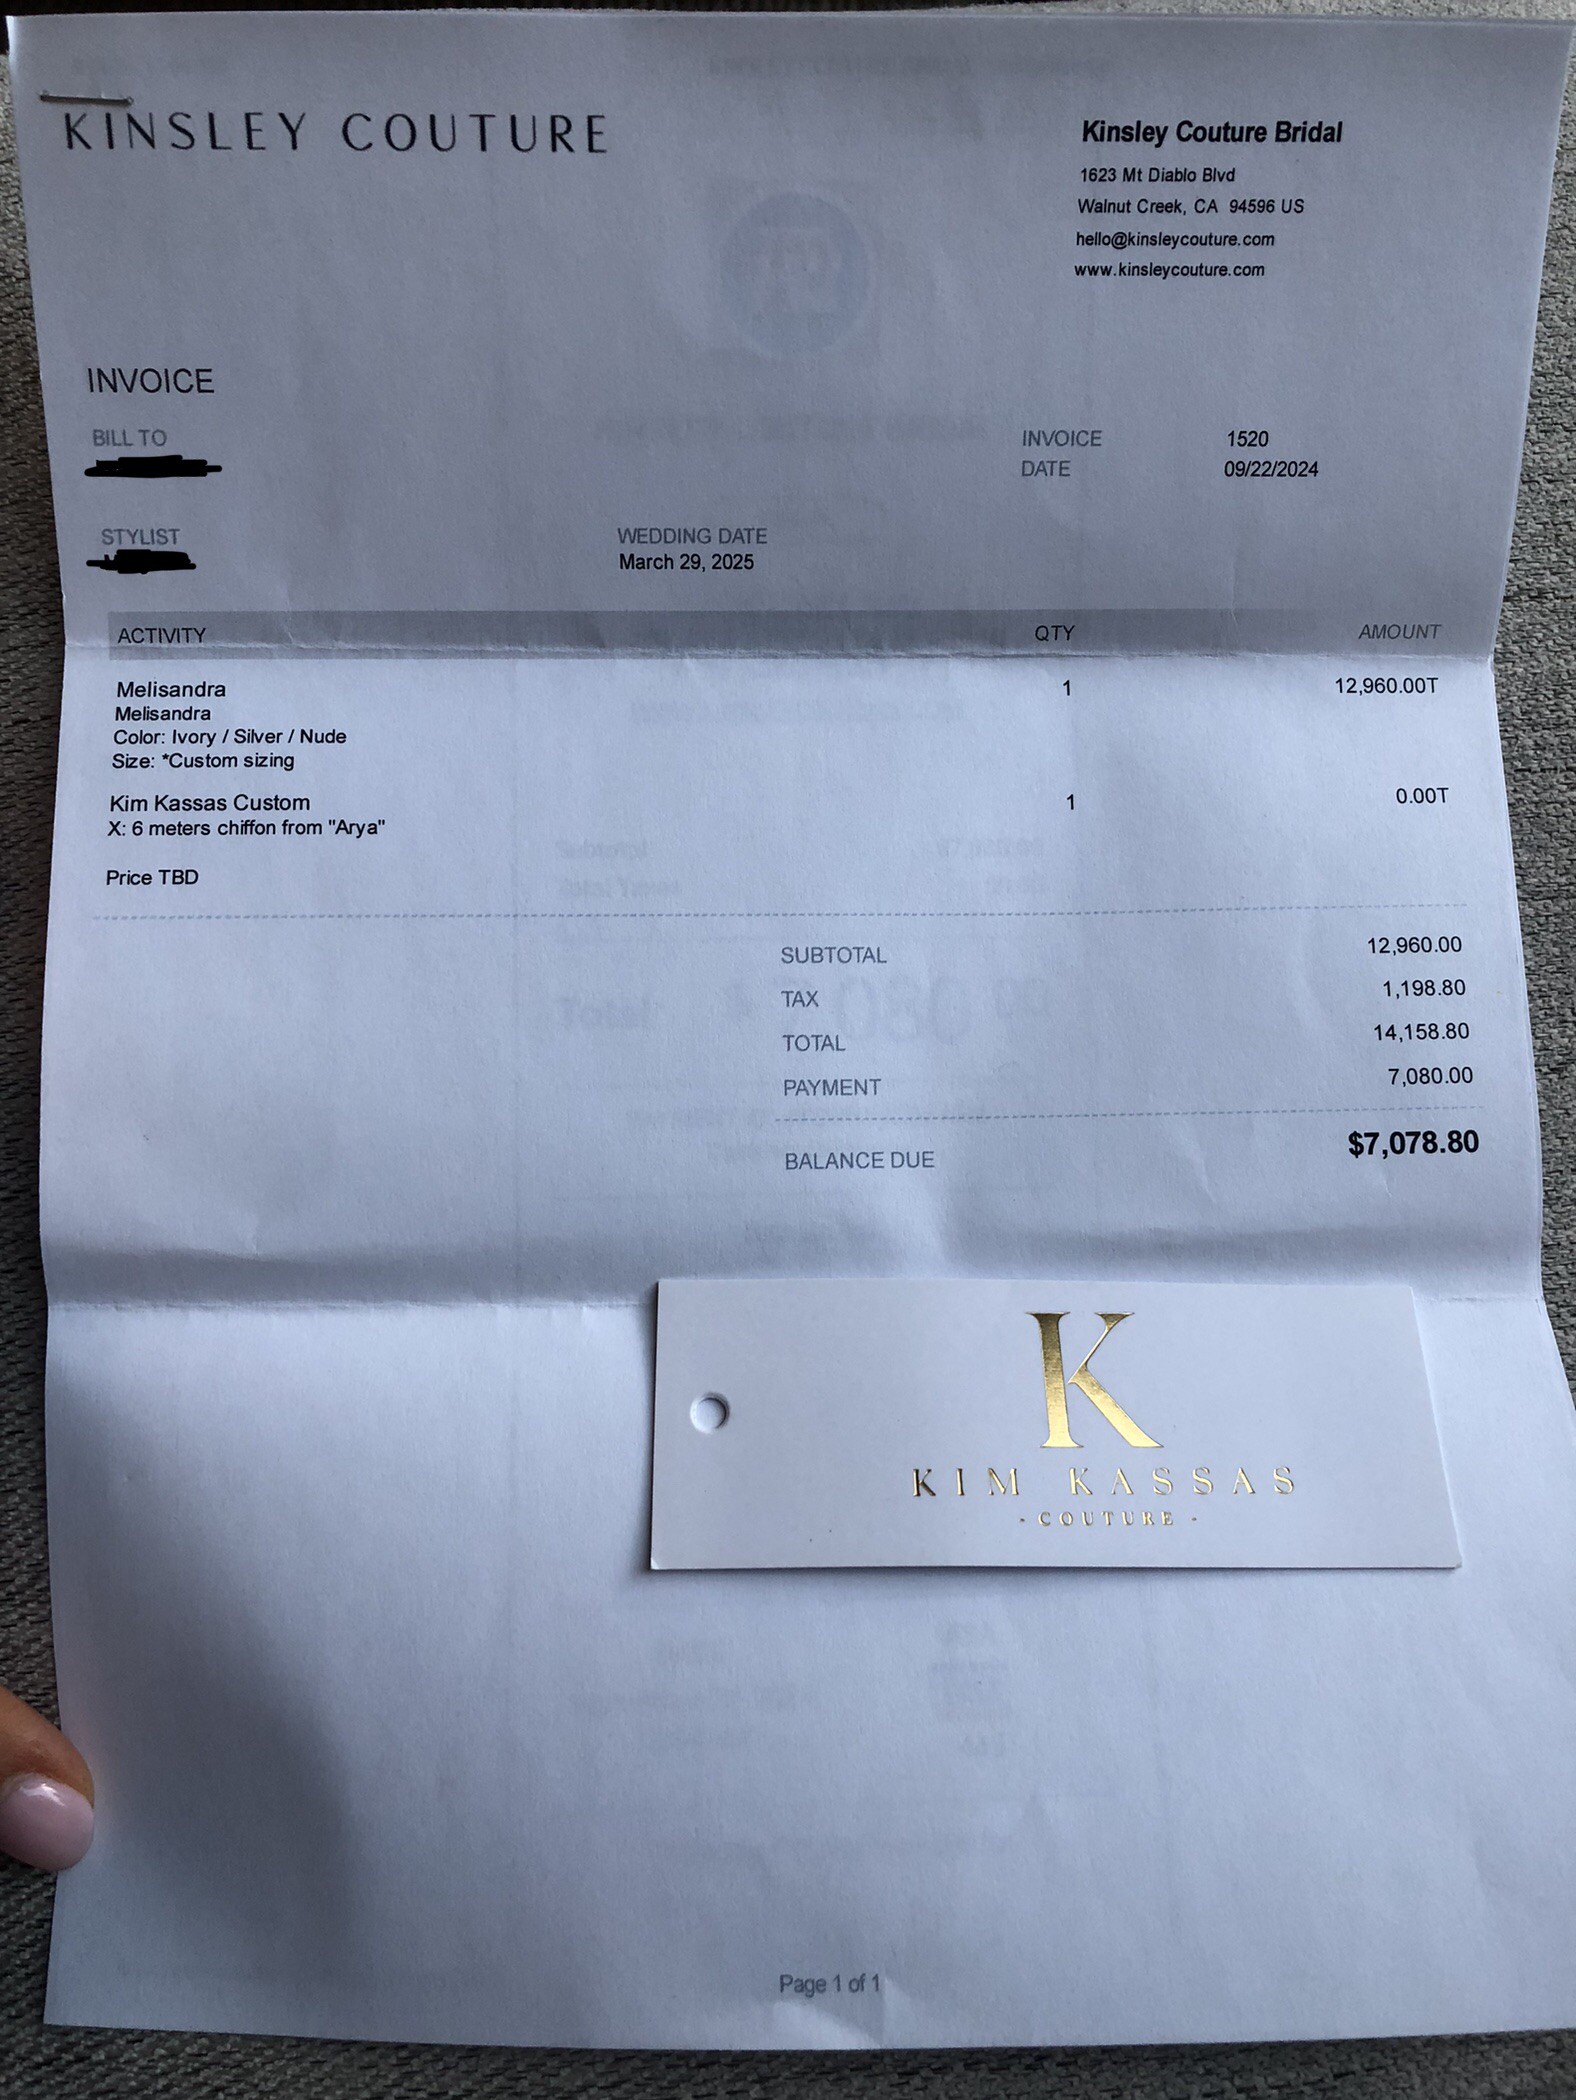 KINSLEY COUTURE
Kinsley Couture Bridal
1623 Mt Diablo Blvd
Walnut Creek, CA 94596 US
hello@kinsleycouture.com
www.kinsleycouture.com
INVOICE
BILL TO
INVOICE 1520
DATE 09/22/2024
STYLIST
WEDDING DATE
March 29, 2025
ACTIVITY QTY AMOUNT
Melisandra 1 12,960.00T
Melisandra
Color: Ivory / Silver / Nude
Size: *Custom sizing
Kim Kassas Custom 1 0.00T
X: 6 meters chiffon from "Arya"
Price TBD
SUBTOTAL 12,960.00
TAX 1,198.80
TOTAL 14,158.80
PAYMENT 7,080.00
BALANCE DUE $7,078.80
K
KIM KASSAS
- COUTURE -
Page 1 of 1